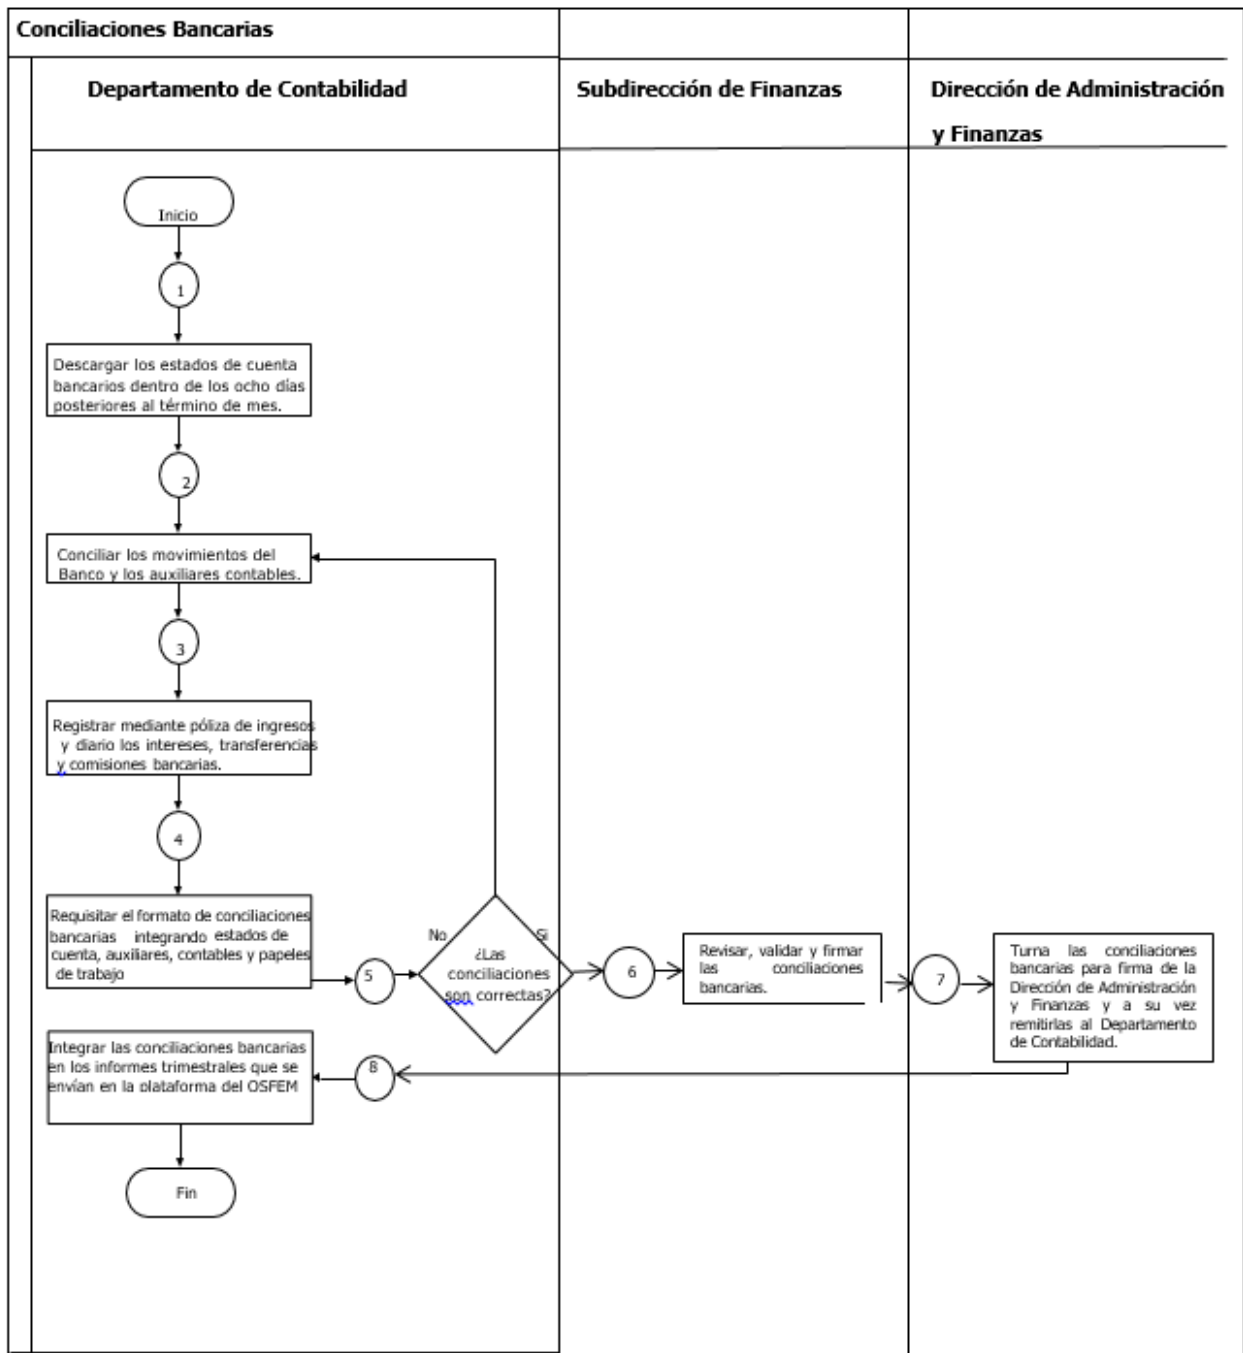 Conciliaciones Bancarias
Departamento de Contabilidad
Subdirección de Finanzas
Dirección de Administración
y Finanzas
Inicio
1
Descargar los estados de cuenta
bancarios dentro de los ocho días
posteriores al término de mes.
2
Conciliar los movimientos del
Banco y los auxiliares contables.
3
Registrar mediante póliza de ingresos
y diario los intereses, transferencias
y comisiones bancarias.
4
Requisitar el formato de conciliaciones
bancarias integrando estados de
cuenta, auxiliares, contables y papeles
de trabajo
5
No
Si
¿Las
conciliaciones
son correctas?
6
Revisar, validar y firmar
las conciliaciones
bancarias.
7
Turna las conciliaciones
bancarias para firma de la
Dirección de Administración
y Finanzas y a su vez
remitirlas al Departamento
de Contabilidad.
8
Integrar las conciliaciones bancarias
en los informes trimestrales que se
envían en la plataforma del OSFEM
Fin